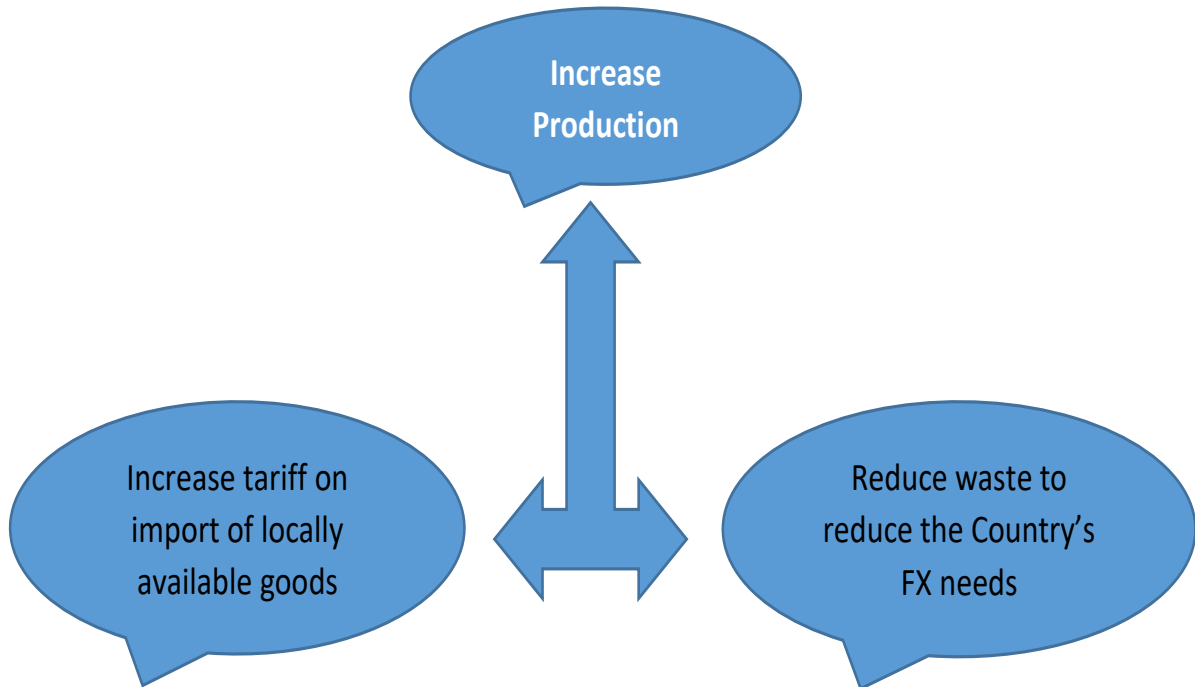 Increase
Production
Increase tariff on
import of locally
available goods
Reduce waste to
reduce the Country’s
FX needs